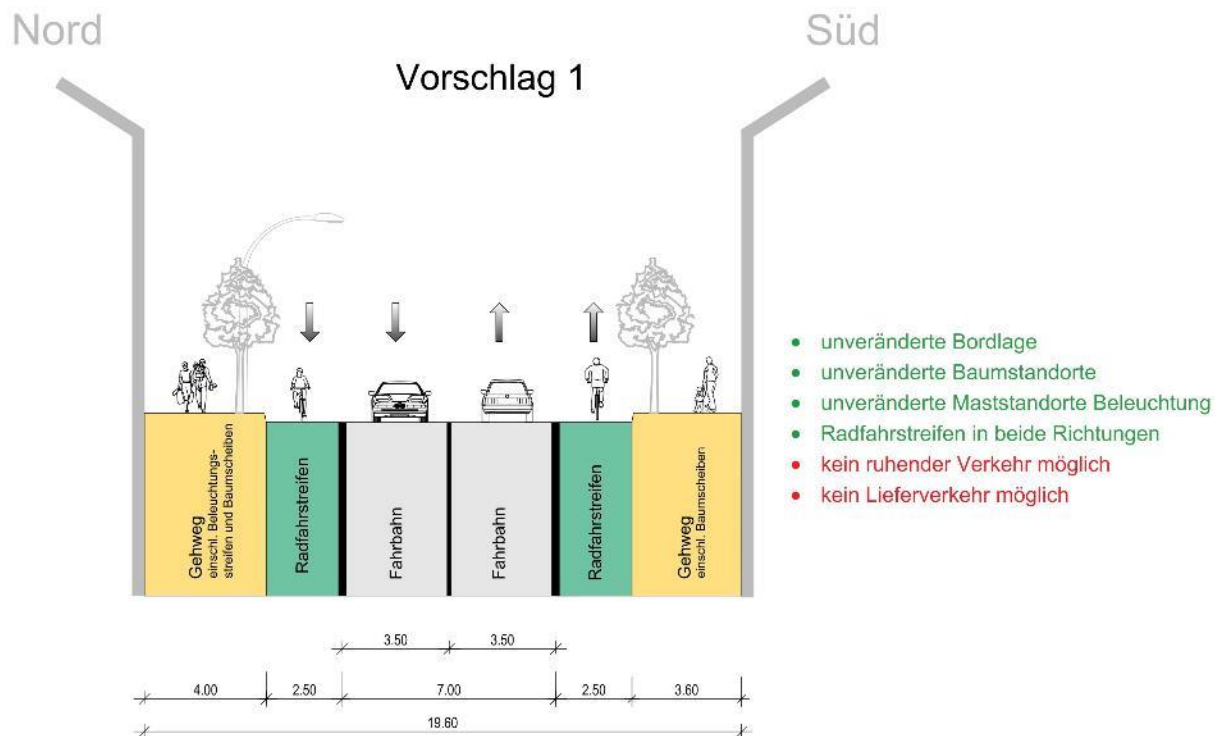 Nord
Süd
Vorschlag 1
unveränderte Bordlage
unveränderte Baumstandorte
unveränderte Maststandorte Beleuchtung
Radfahrstreifen in beide Richtungen
kein ruhender Verkehr möglich
kein Lieferverkehr möglich
Gehweg
einschl. Beleuchtungs-
streifen und Baumscheiben
Radfahrstreifen
Fahrbahn
Fahrbahn
Radfahrstreifen
Gehweg
einschl. Baumscheiben
3.50 3.50
4.00 2.50 7.00 2.50 3.60
19.60